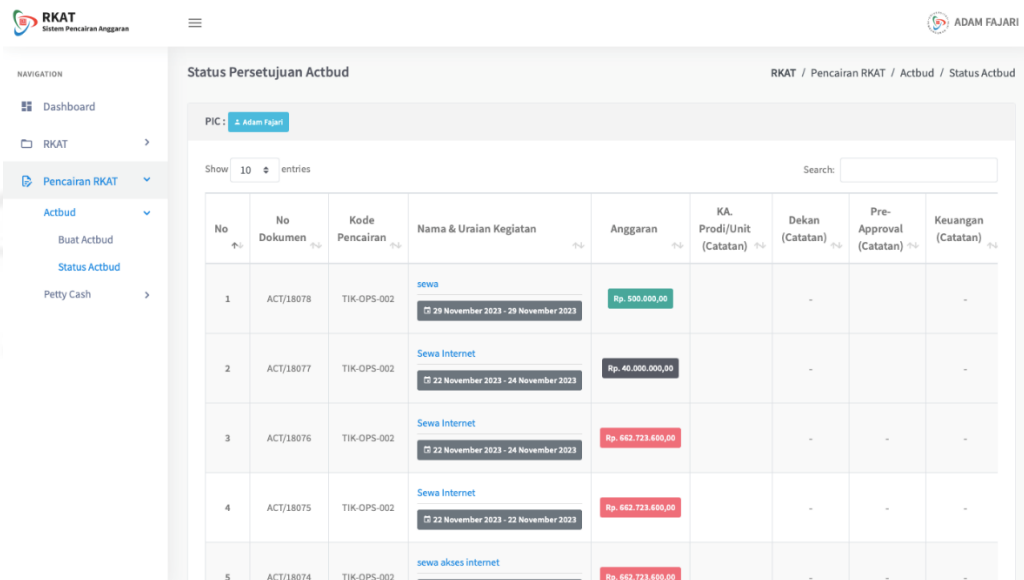 RKAT
Sistem Pencairan Anggaran
ADAM FAJARI
NAVIGATION
Dashboard
RKAT
Pencairan RKAT
Actbud
Buat Actbud
Status Actbud
Petty Cash
Status Persetujuan Actbud
RKAT / Pencairan RKAT / Actbud / Status Actbud
PIC : Adam Fajari
Show 10 entries
Search:
No
No Dokumen
Kode Pencairan
Nama & Uraian Kegiatan
Anggaran
KA. Prodi/Unit (Catatan)
Dekan (Catatan)
Pre-Approval (Catatan)
Keuangan (Catatan)
1 ACT/18078 TIK-OPS-002 sewa Rp. 500.000,00 - -
29 November 2023 - 29 November 2023
2 ACT/18077 TIK-OPS-002 Sewa Internet Rp. 40.000.000,00 - -
22 November 2023 - 24 November 2023
3 ACT/18076 TIK-OPS-002 Sewa Internet Rp. 662.723.600,00 - - -
22 November 2023 - 24 November 2023
4 ACT/18075 TIK-OPS-002 Sewa Internet Rp. 662.723.600,00 - - -
22 November 2023 - 22 November 2023
5 ACT/18074 TIK-OPS-002 sewa akses internet Rp. 662.723.600,00